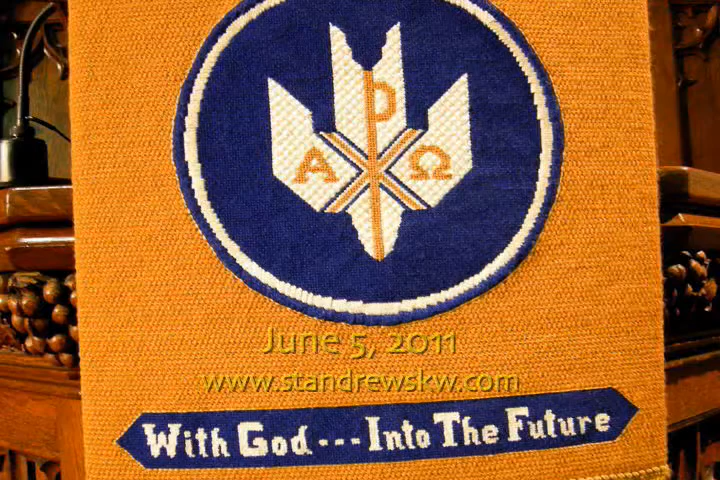 P
Α Ω
June 5, 2011
www.standrewskw.com
With God --- Into The Future